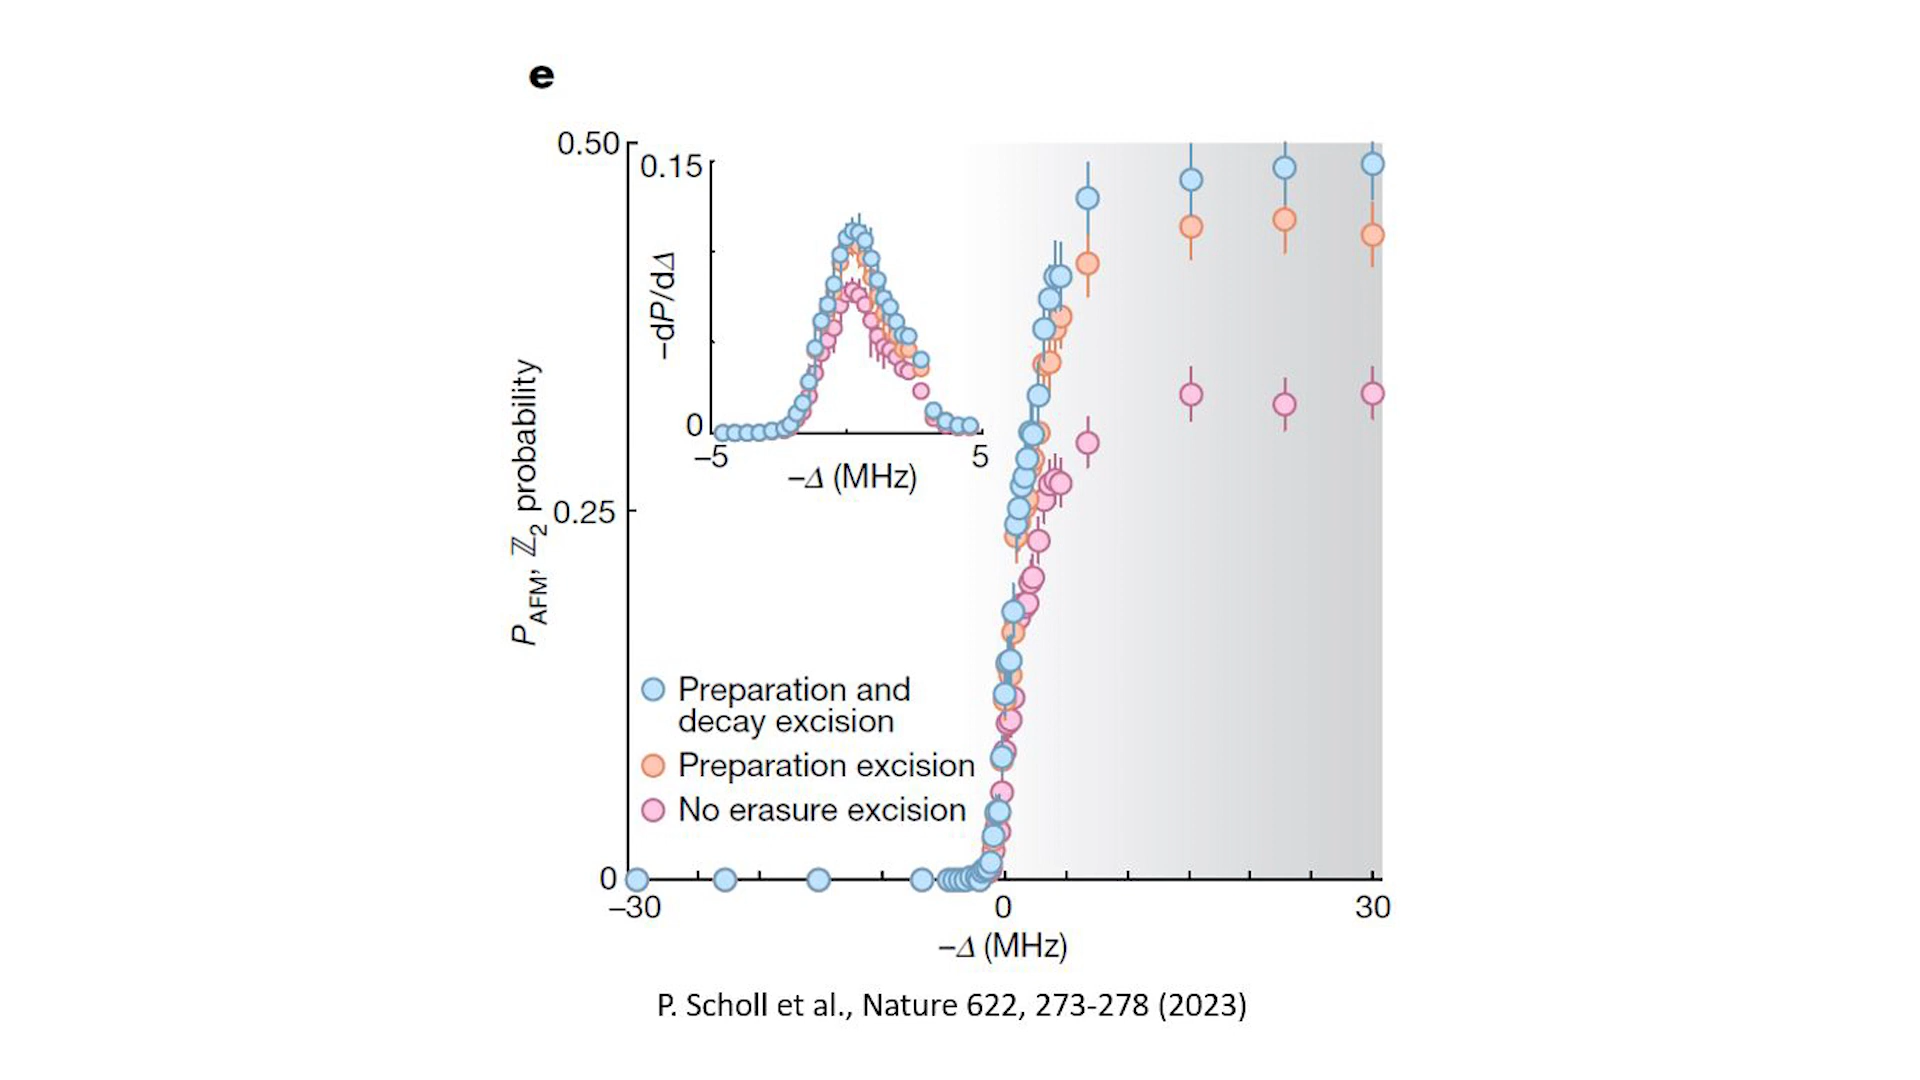 e
0.50
0.25
0
P_AFM, ℤ₂ probability
0.15
0
−dP/dΔ
−5
5
−Δ (MHz)
Preparation and
decay excision
Preparation excision
No erasure excision
−30
0
30
−Δ (MHz)
P. Scholl et al., Nature 622, 273-278 (2023)